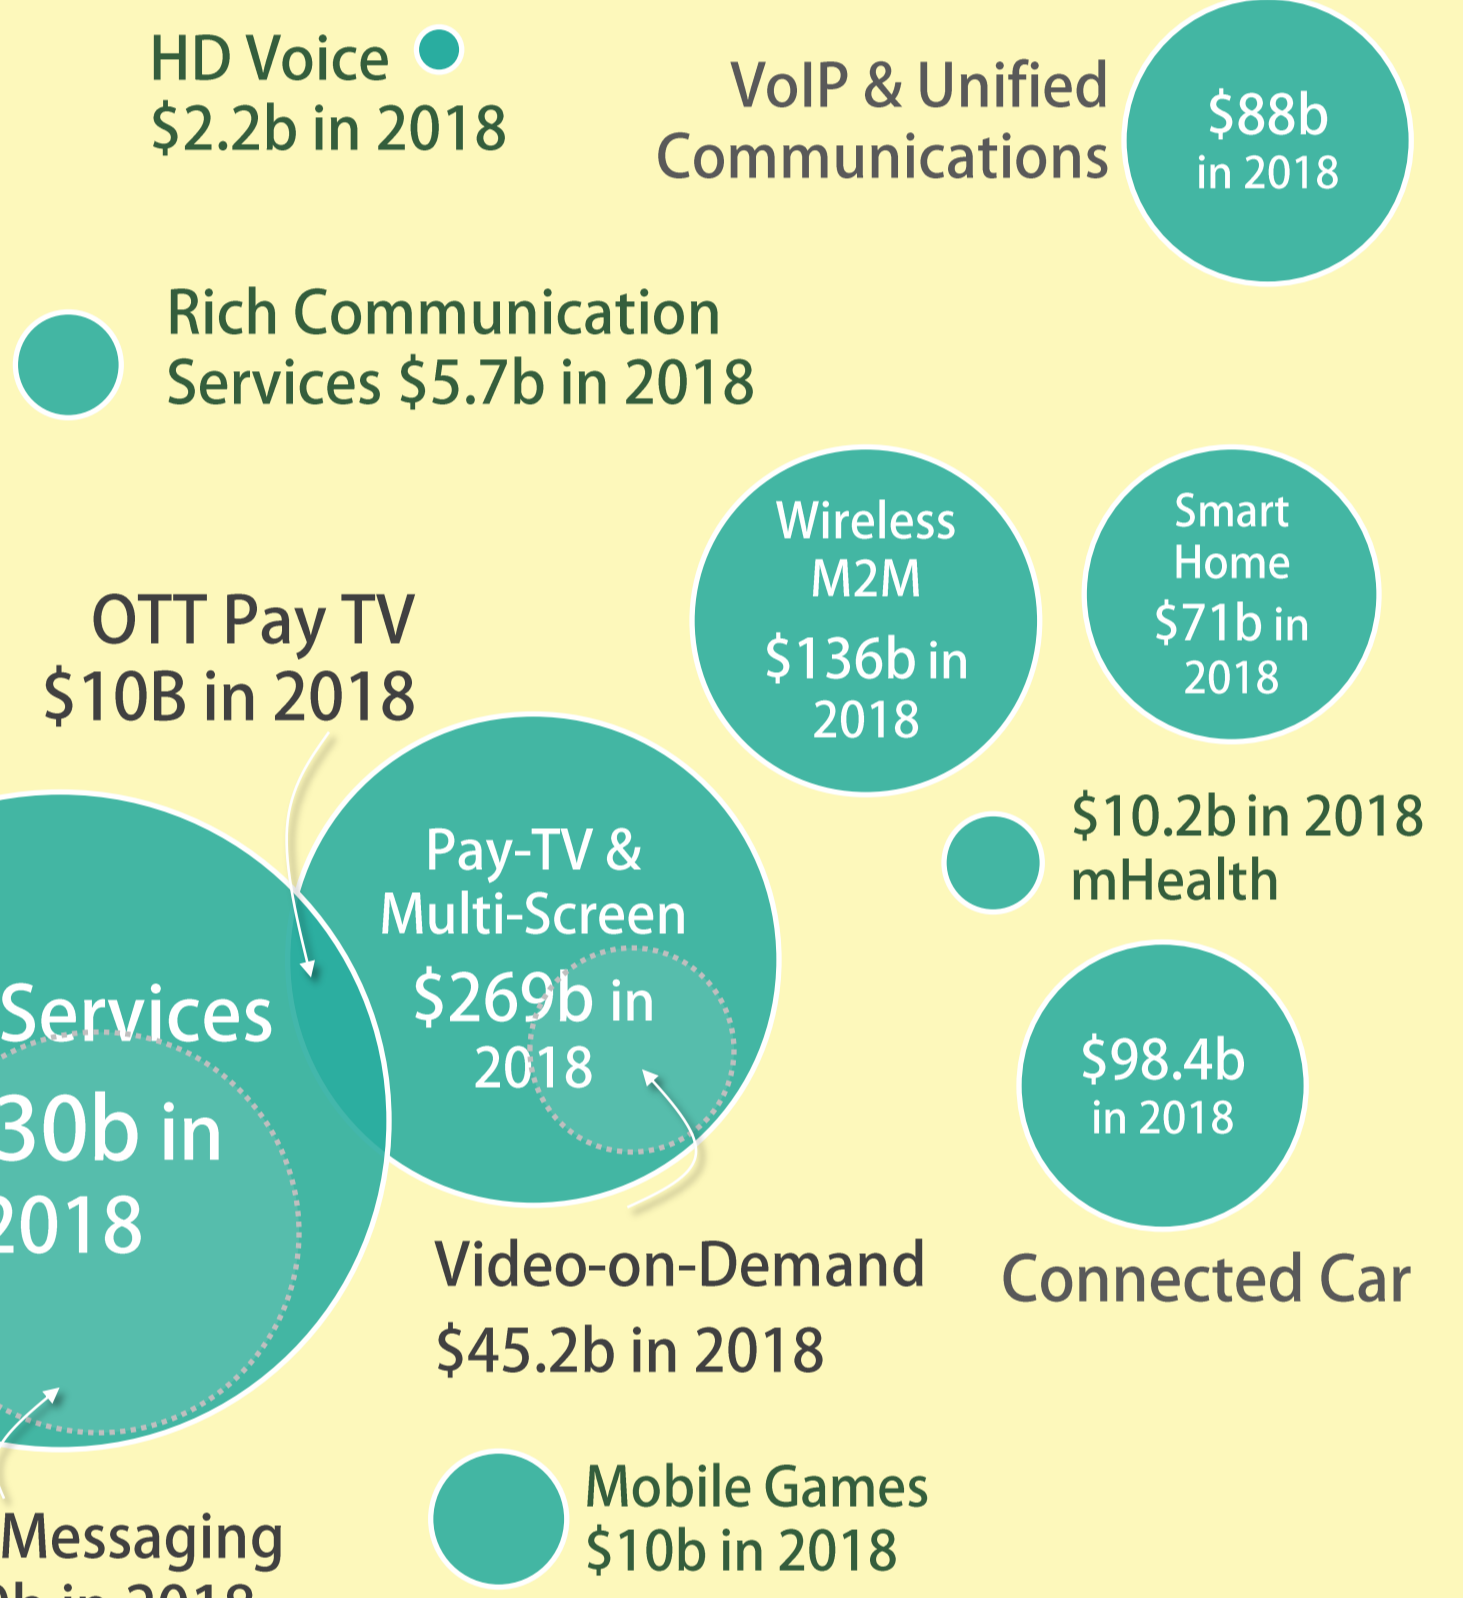 HD Voice
$2.2b in 2018
VoIP & Unified
Communications
$88b
in 2018
Rich Communication
Services $5.7b in 2018
Wireless
M2M
$136b in
2018
Smart
Home
$71b in
2018
OTT Pay TV
$10B in 2018
Pay-TV &
Multi-Screen
$269b in
2018
$10.2b in 2018
mHealth
Services
30b in
2018
$98.4b
in 2018
Connected Car
Video-on-Demand
$45.2b in 2018
Mobile Games
$10b in 2018
Messaging
in 2018